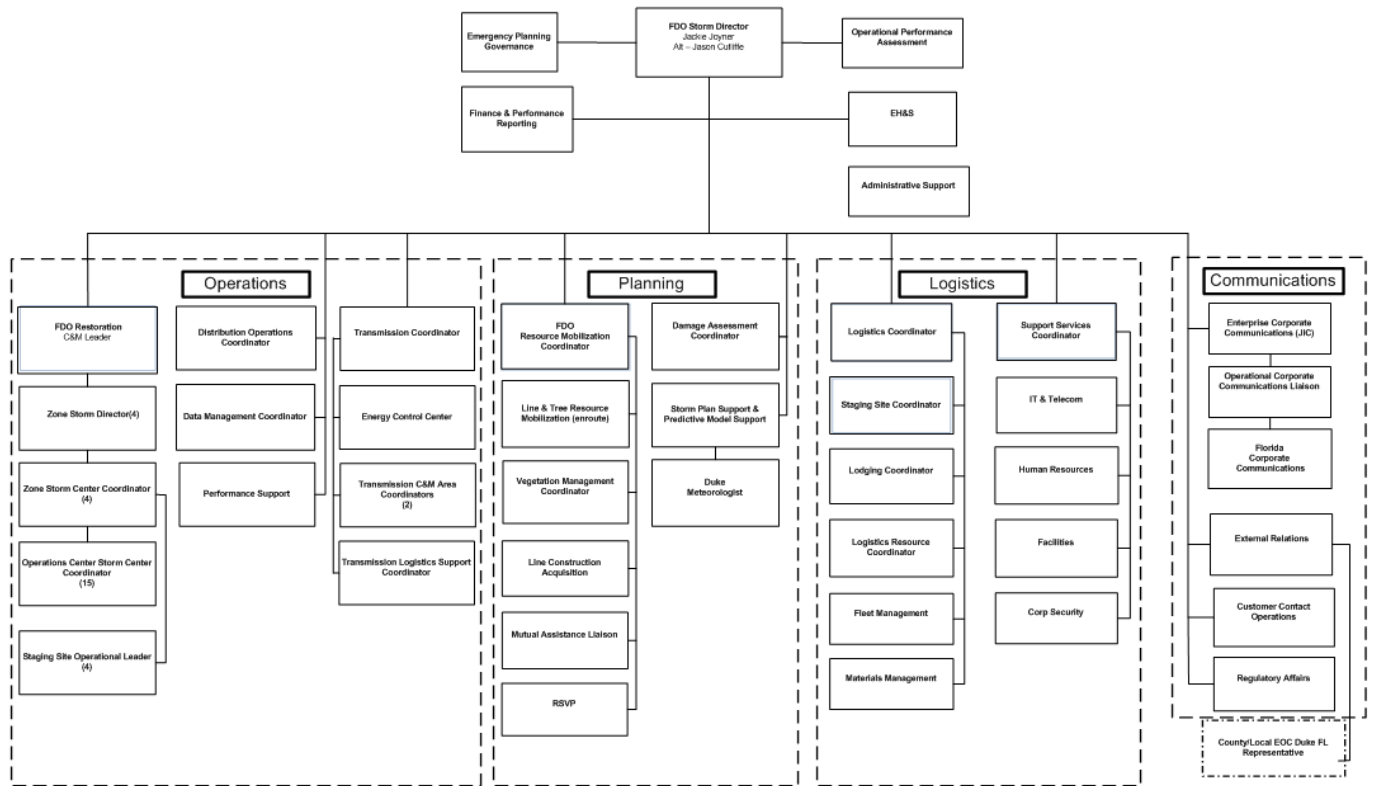 FDO Storm Director
Jackie Joyner
Alt – Jason Cutliffe
Emergency Planning
Governance
Operational Performance
Assessment
Finance & Performance
Reporting
EH&S
Administrative Support
Operations
FDO Restoration
C&M Leader
Zone Storm Director(4)
Zone Storm Center Coordinator
(4)
Operations Center Storm Center
Coordinator
(15)
Staging Site Operational Leader
(4)
Distribution Operations
Coordinator
Data Management Coordinator
Performance Support
Transmission Coordinator
Energy Control Center
Transmission C&M Area
Coordinators
(2)
Transmission Logistics Support
Coordinator
Planning
FDO
Resource Mobilization
Coordinator
Line & Tree Resource
Mobilization (enroute)
Vegetation Management
Coordinator
Line Construction
Acquisition
Mutual Assistance Liaison
RSVP
Damage Assessment
Coordinator
Storm Plan Support &
Predictive Model Support
Duke
Meteorologist
Logistics
Logistics Coordinator
Staging Site Coordinator
Lodging Coordinator
Logistics Resource
Coordinator
Fleet Management
Materials Management
Support Services
Coordinator
IT & Telecom
Human Resources
Facilities
Corp Security
Communications
Enterprise Corporate
Communications (JIC)
Operational Corporate
Communications Liaison
Florida
Corporate
Communications
External Relations
Customer Contact
Operations
Regulatory Affairs
County/Local EOC Duke FL
Representative